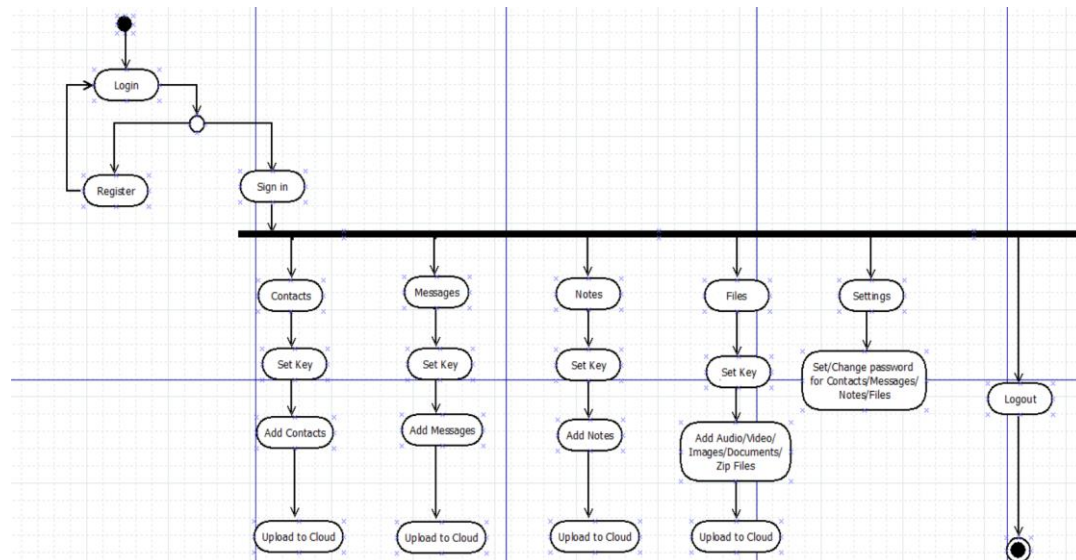 Login
Register
Sign in
Contacts
Messages
Notes
Files
Settings
Set Key
Set Key
Set Key
Set Key
Set/Change password
for Contacts/Messages/
Notes/Files
Logout
Add Contacts
Add Messages
Add Notes
Add Audio/Video/
Images/Documents/
Zip Files
Upload to Cloud
Upload to Cloud
Upload to Cloud
Upload to Cloud